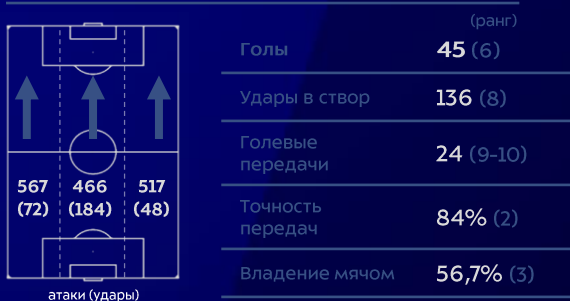 (ранг)
Голы 45 (6)
Удары в створ 136 (8)
Голевые
передачи 24 (9-10)
Точность
передач 84% (2)
Владение мячом 56,7% (3)
567 466 517
(72) (184) (48)
атаки (удары)